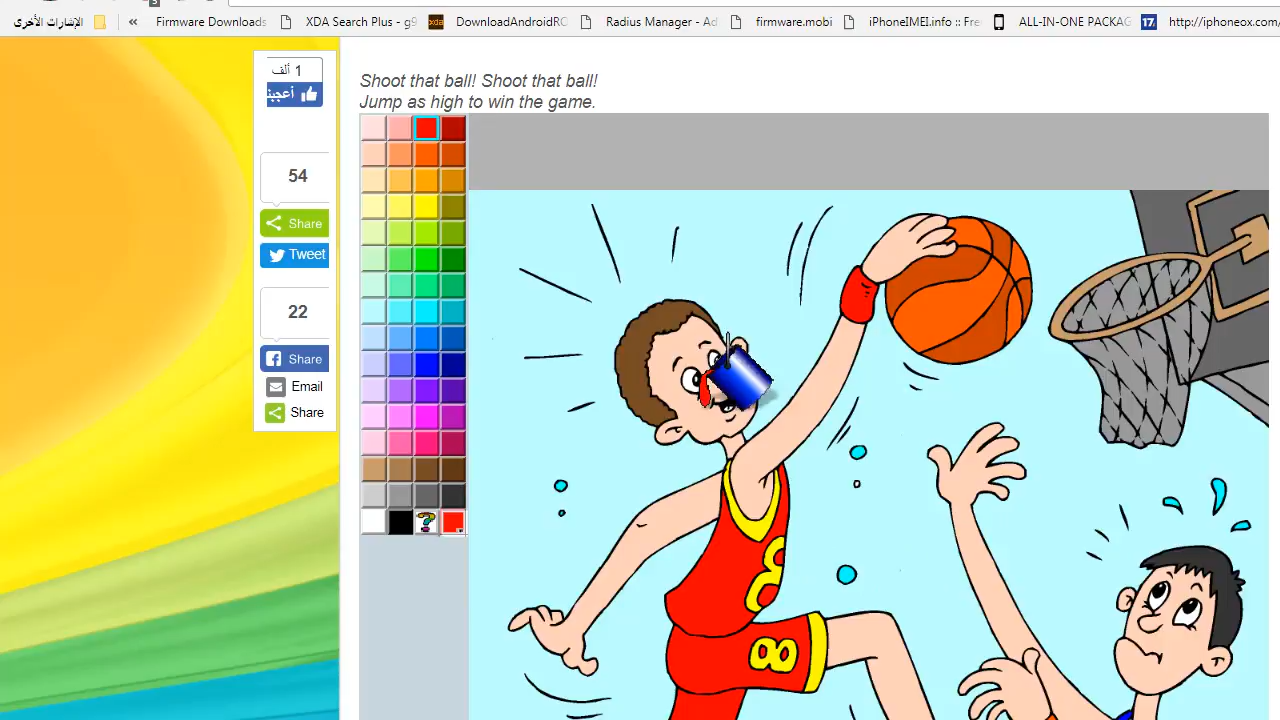 الإشارات الأخرى
«
Firmware Downloads
XDA Search Plus - g9
xda
DownloadAndroidRO
Radius Manager - Ad
firmware.mobi
iPhoneIMEI.info :: Fre
ALL-IN-ONE PACKAG
17
http://iphoneox.com/
1 ألف
أعجبني
54
Share
Tweet
22
Share
Email
Share
Shoot that ball! Shoot that ball!
Jump as high to win the game.
8
8